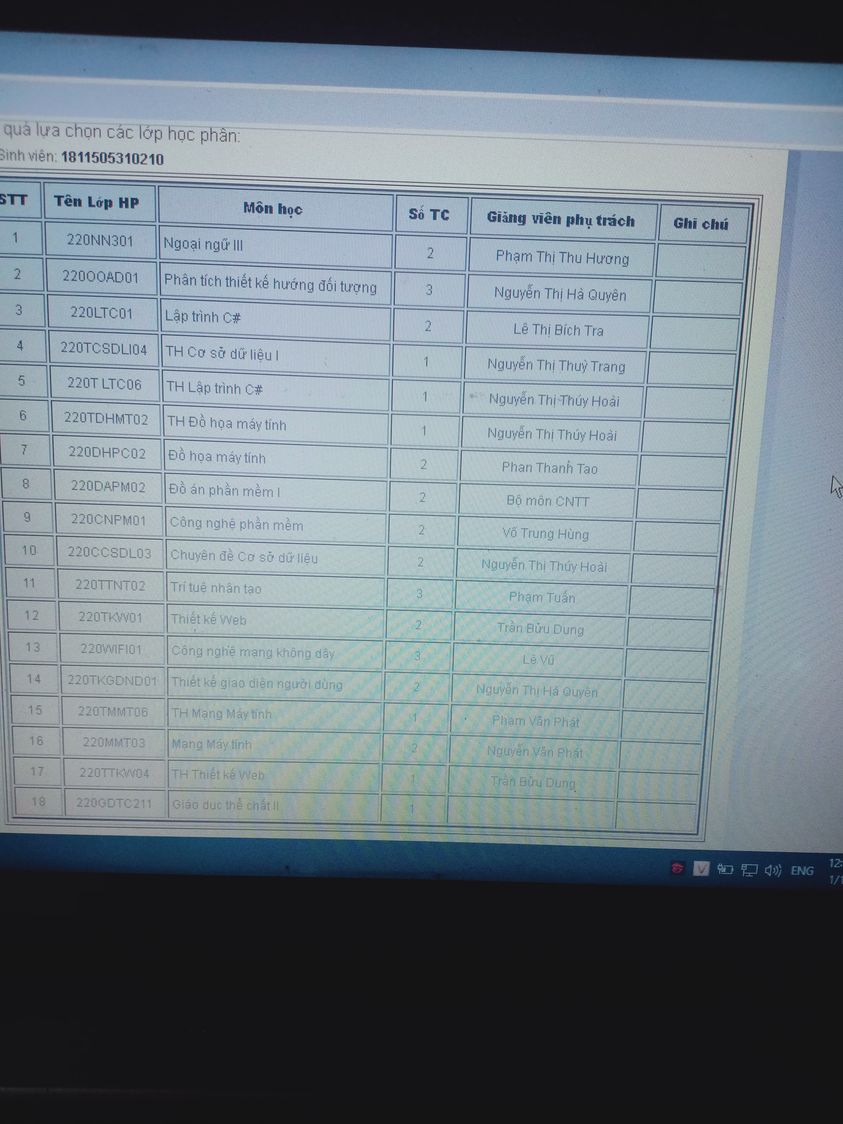 quả lựa chọn các lớp học phần:
Sinh viên: 1811505310210
STT Tên Lớp HP Môn học Số TC Giảng viên phụ trách Ghi chú
1 220NN301 Ngoại ngữ III 2 Phạm Thị Thu Hương
2 220OOAD01 Phân tích thiết kế hướng đối tượng 3 Nguyễn Thị Hà Quyên
3 220LTC01 Lập trình C# 2 Lê Thị Bích Tra
4 220TCSDLI04 TH Cơ sở dữ liệu I 1 Nguyễn Thị Thuỳ Trang
5 220T LTC06 TH Lập trình C# 1 Nguyễn Thị Thúy Hoài
6 220TDHMT02 TH Đồ họa máy tính 1 Nguyễn Thị Thúy Hoài
7 220DHPC02 Đồ họa máy tính 2 Phan Thanh Tao
8 220DAPM02 Đồ án phần mềm I 2 Bộ môn CNTT
9 220CNPM01 Công nghệ phần mềm 2 Võ Trung Hùng
10 220CCSDL03 Chuyên đề Cơ sở dữ liệu 2 Nguyễn Thị Thúy Hoài
11 220TTNT02 Trí tuệ nhân tạo 3 Phạm Tuấn
12 220TKW01 Thiết kế Web 2 Trần Bửu Dung
13 220WIFI01 Công nghệ mạng không dây 3 Lê Vũ
14 220TKGDND01 Thiết kế giao diện người dùng 2 Nguyễn Thị Hà Quyên
15 220TMMT06 TH Mạng Máy tính 1 Phạm Văn Phát
16 220MMT03 Mạng Máy tính 2 Nguyễn Văn Phát
17 220TTKW04 TH Thiết kế Web 1 Trần Bửu Dung
18 220GDTC211 Giáo dục thể chất II 1
ENG